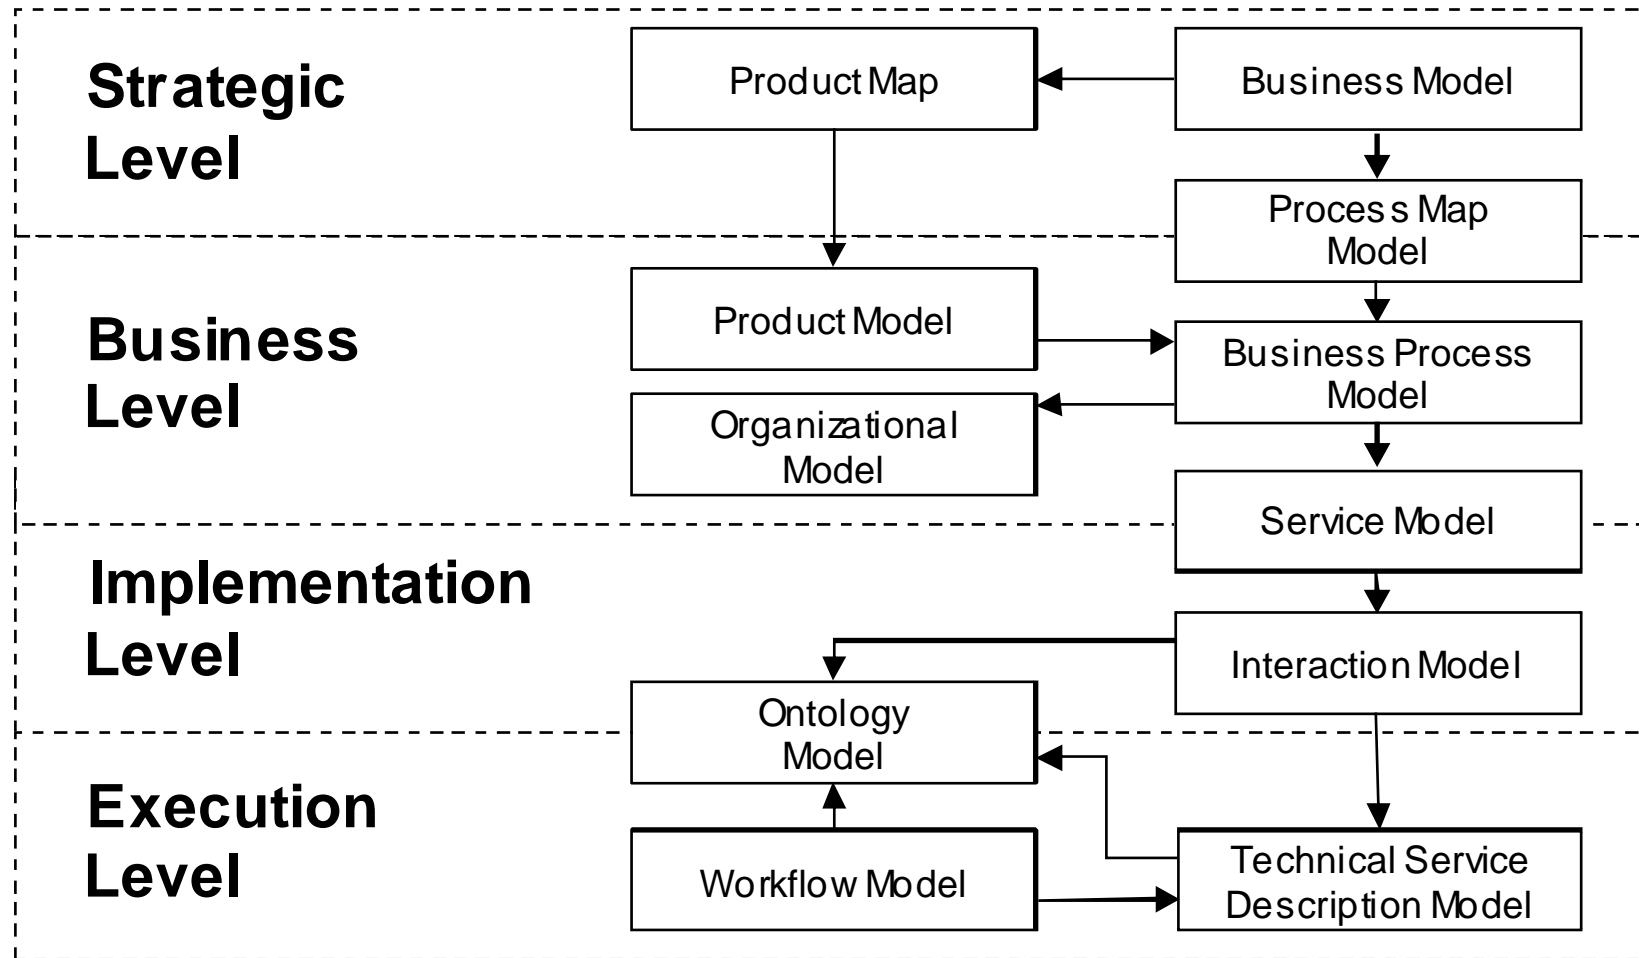 Strategic
Level
Product Map
Business Model
Process Map
Model
Business
Level
Product Model
Business Process
Model
Organizational
Model
Service Model
Implementation
Level
Interaction Model
Ontology
Model
Execution
Level
Workflow Model
Technical Service
Description Model